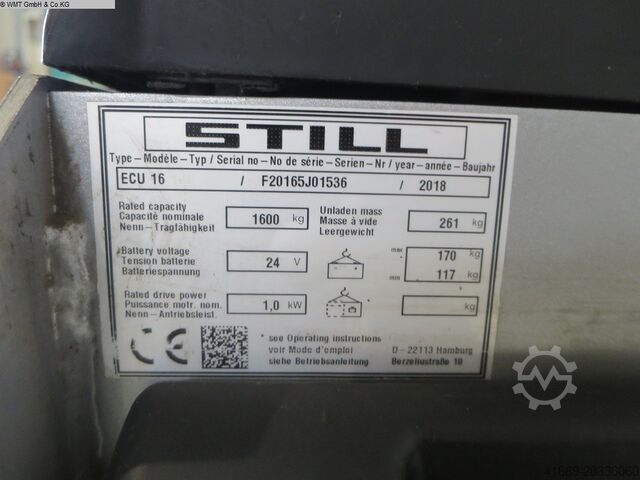 © WMT GmbH & Co.KG
STILL
Type – Modèle – Typ / Serial no – No de série – Serien – Nr / year – année – Baujahr
ECU 16 / F20165J01536 / 2018
Rated capacity
Capacité nominale
Nenn – Tragfähigkeit
1600 kg
Unladen mass
Masse à vide
Leergewicht
261 kg
Battery voltage
Tension batterie
Batteriespannung
24 V
max 170 kg
min 117 kg
Rated drive power
Puissance motr. nom.
Nenn – Antriebsleist.
1,0 kW
kg
CE
* see Operating instructions
voir Mode d'emploi
siehe Betriebsanleitung
D – 22113 Hamburg
Berzeliusstraße 10